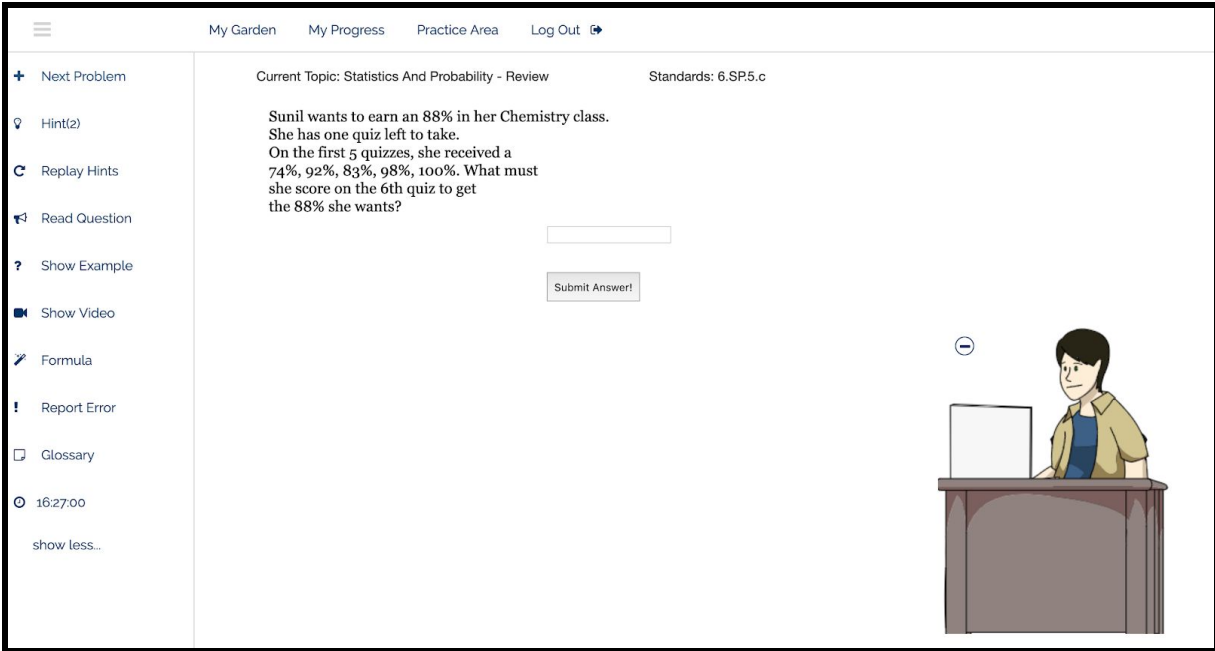 My Garden My Progress Practice Area Log Out
Next Problem
Hint(2)
Replay Hints
Read Question
? Show Example
Show Video
Formula
! Report Error
Glossary
16:27:00
show less...
Current Topic: Statistics And Probability - Review Standards: 6.SP.5.c
Sunil wants to earn an 88% in her Chemistry class.
She has one quiz left to take.
On the first 5 quizzes, she received a
74%, 92%, 83%, 98%, 100%. What must
she score on the 6th quiz to get
the 88% she wants?
Submit Answer!